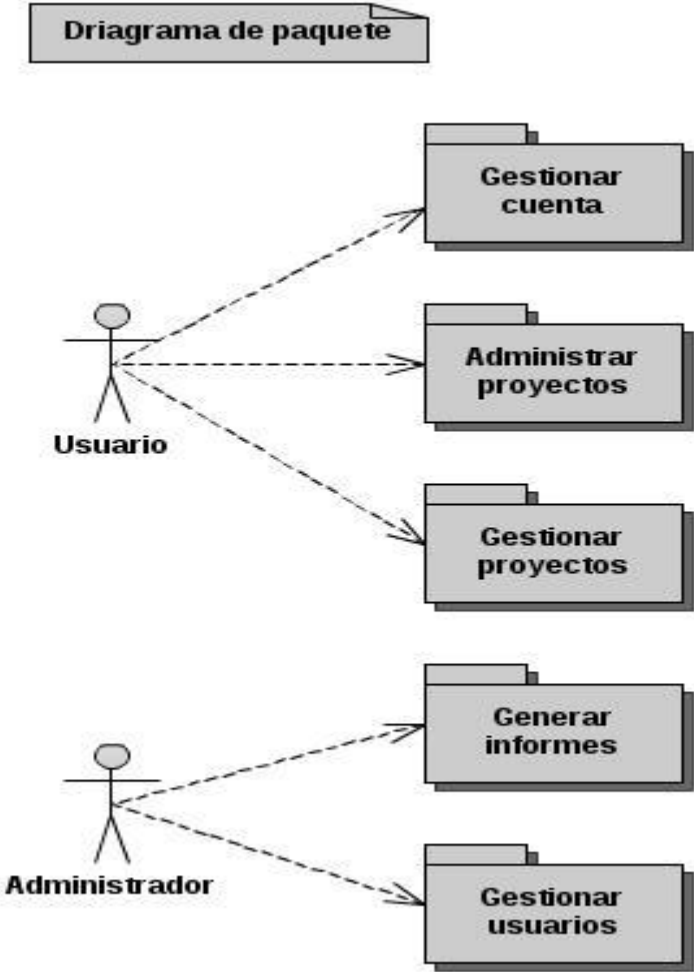 Driagrama de paquete
Gestionar
cuenta
Administrar
proyectos
Usuario
Gestionar
proyectos
Generar
informes
Administrador
Gestionar
usuarios